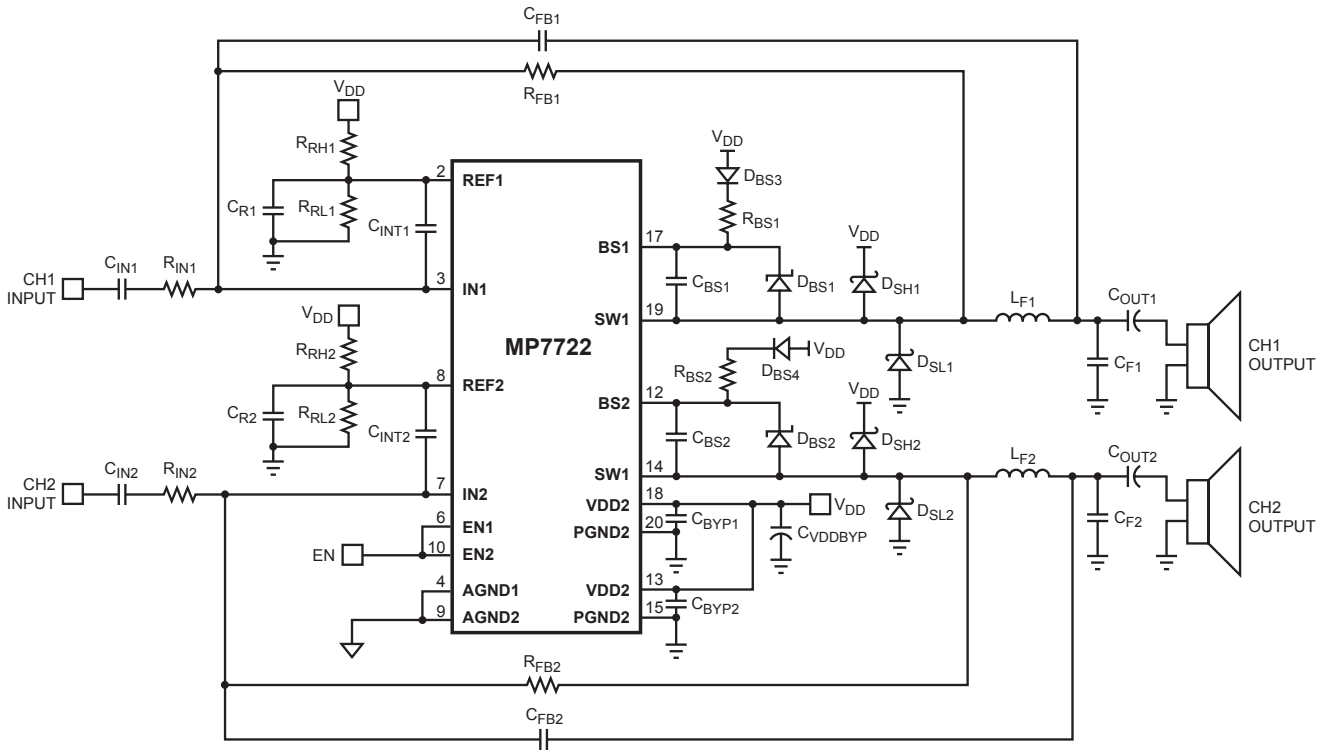 CFB1
RFB1
VDD
RRH1
2 REF1
CR1
RRL1
CINT1
CH1
INPUT
CIN1
RIN1
3 IN1
VDD
RRH2
8 REF2
CR2
RRL2
CINT2
CH2
INPUT
CIN2
RIN2
7 IN2
6 EN1
EN
10 EN2
4 AGND1
9 AGND2
MP7722
VDD
DBS3
RBS1
BS1 17
CBS1
DBS1
VDD
DSH1
SW1 19
LF1
COUT1
CH1
OUTPUT
DSL1
CF1
RBS2
DBS4
VDD
BS2 12
CBS2
DBS2
VDD
DSH2
SW1 14
LF2
COUT2
CH2
OUTPUT
DSL2
CF2
VDD2 18
VDD
CBYP1
CVDDBYP
PGND2 20
VDD2 13
CBYP2
PGND2 15
RFB2
CFB2